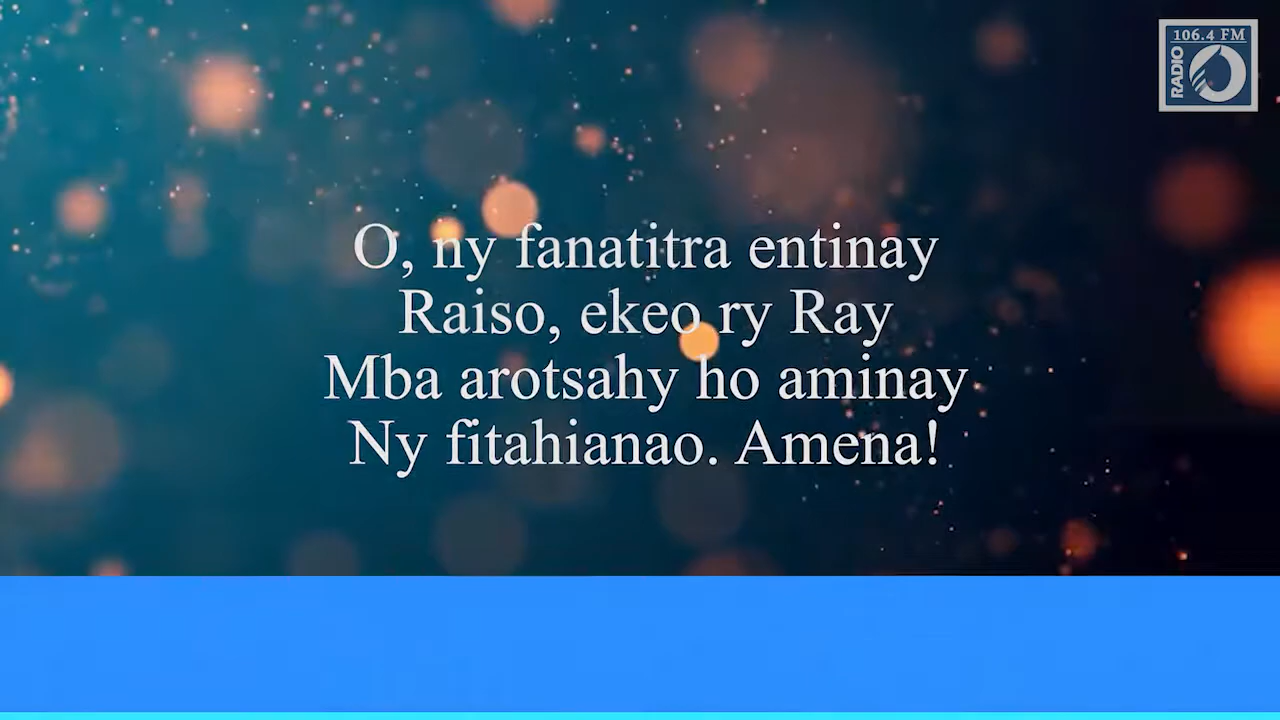 106.4 FM
RADIO
O, ny fanatitra entinay
Raiso, ekeo ry Ray
Mba arotsahy ho aminay
Ny fitahianao. Amena!